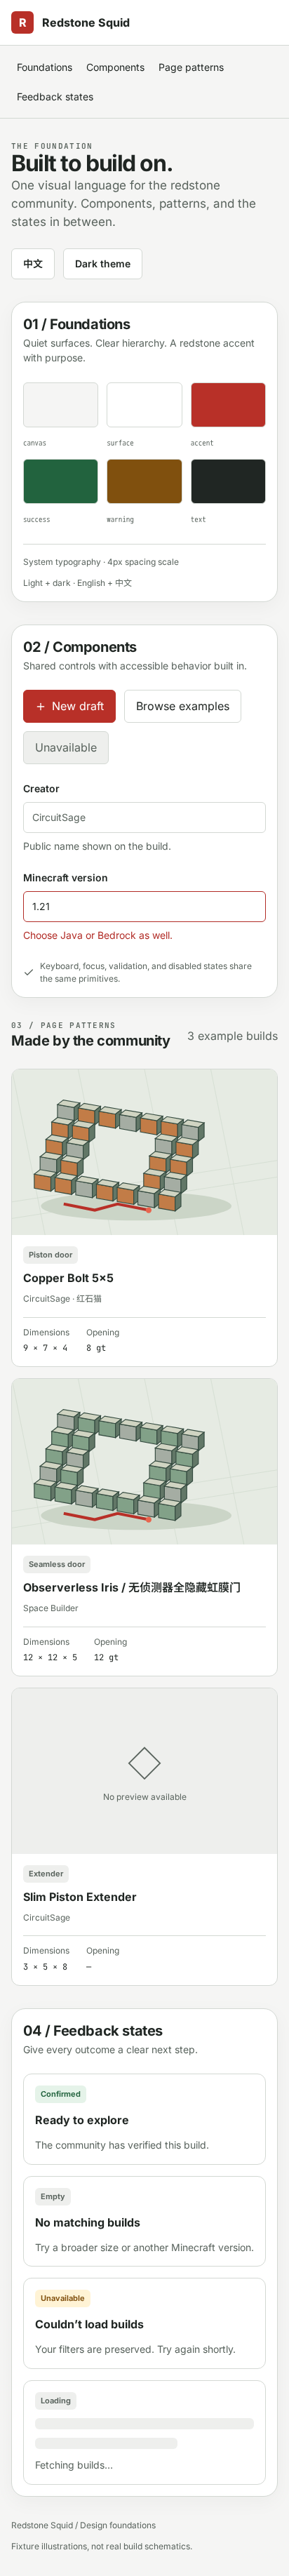 R Redstone Squid
Foundations Components Page patterns
Feedback states
THE FOUNDATION
Built to build on.
One visual language for the redstone
community. Components, patterns, and the
states in between.
中文 Dark theme
01 / Foundations
Quiet surfaces. Clear hierarchy. A redstone accent
with purpose.
canvas surface accent
success warning text
System typography · 4px spacing scale
Light + dark · English + 中文
02 / Components
Shared controls with accessible behavior built in.
+ New draft Browse examples
Unavailable
Creator
CircuitSage
Public name shown on the build.
Minecraft version
1.21
Choose Java or Bedrock as well.
Keyboard, focus, validation, and disabled states share
the same primitives.
03 / PAGE PATTERNS
Made by the community 3 example builds
Piston door
Copper Bolt 5×5
CircuitSage · 红石猫
Dimensions Opening
9 × 7 × 4 8 gt
Seamless door
Observerless Iris / 无侦测器全隐藏虹膜门
Space Builder
Dimensions Opening
12 × 12 × 5 12 gt
No preview available
Extender
Slim Piston Extender
CircuitSage
Dimensions Opening
3 × 5 × 8 —
04 / Feedback states
Give every outcome a clear next step.
Confirmed
Ready to explore
The community has verified this build.
Empty
No matching builds
Try a broader size or another Minecraft version.
Unavailable
Couldn’t load builds
Your filters are preserved. Try again shortly.
Loading
Fetching builds…
Redstone Squid / Design foundations
Fixture illustrations, not real build schematics.